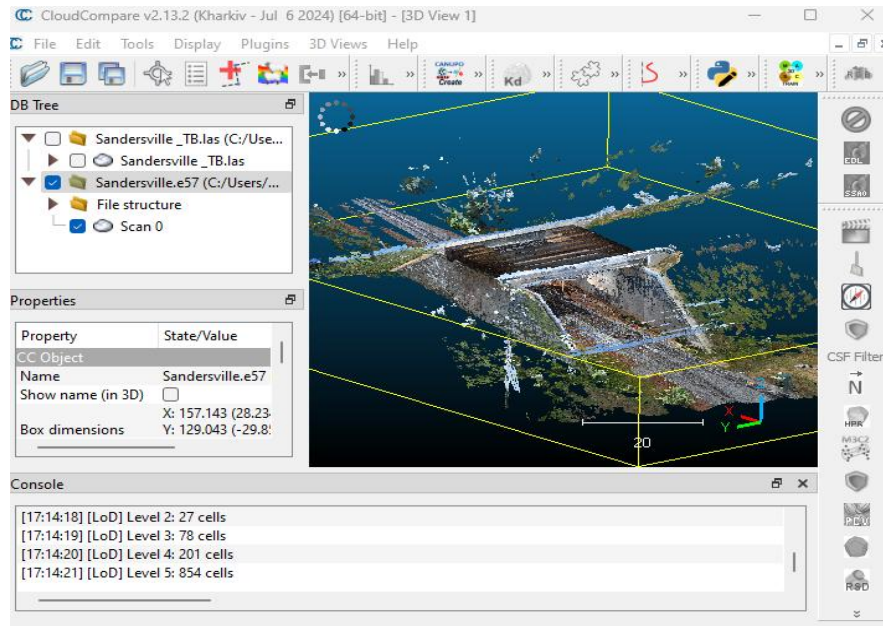 CloudCompare v2.13.2 (Kharkiv - Jul 6 2024) [64-bit] - [3D View 1]
File Edit Tools Display Plugins 3D Views Help
CANUPO
Create
Kd
TRAIN
DB Tree
Sandersville _TB.las (C:/Use...
Sandersville _TB.las
Sandersville.e57 (C:/Users/...
File structure
Scan 0
Properties
Property State/Value
CC Object
Name Sandersville.e57
Show name (in 3D)
X: 157.143 (28.23
Box dimensions Y: 129.043 (-29.8
X
Y
20
EDL
SSAO
CSF Filter
N
HPR
M3C2
PCV
RSD
Console
[17:14:18] [LoD] Level 2: 27 cells
[17:14:19] [LoD] Level 3: 78 cells
[17:14:20] [LoD] Level 4: 201 cells
[17:14:21] [LoD] Level 5: 854 cells